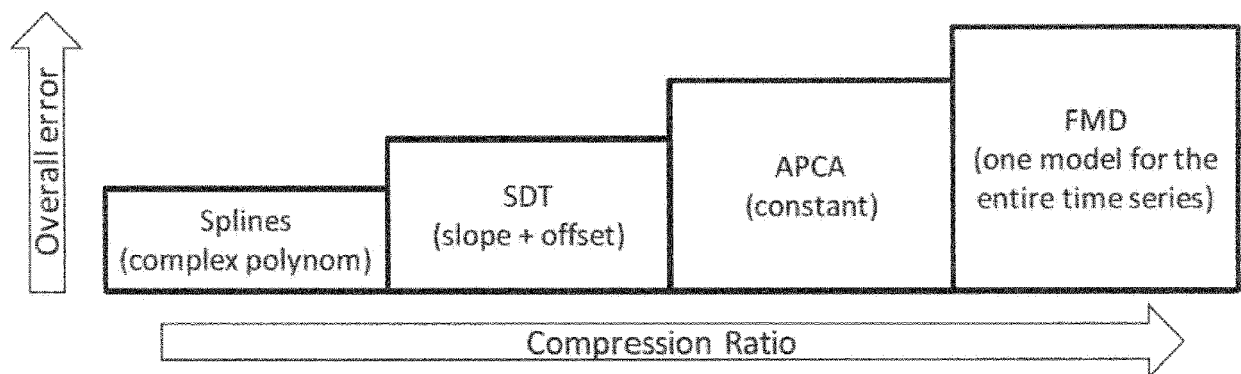 Overall error
Splines
(complex polynom)
SDT
(slope + offset)
APCA
(constant)
FMD
(one model for the
entire time series)
Compression Ratio